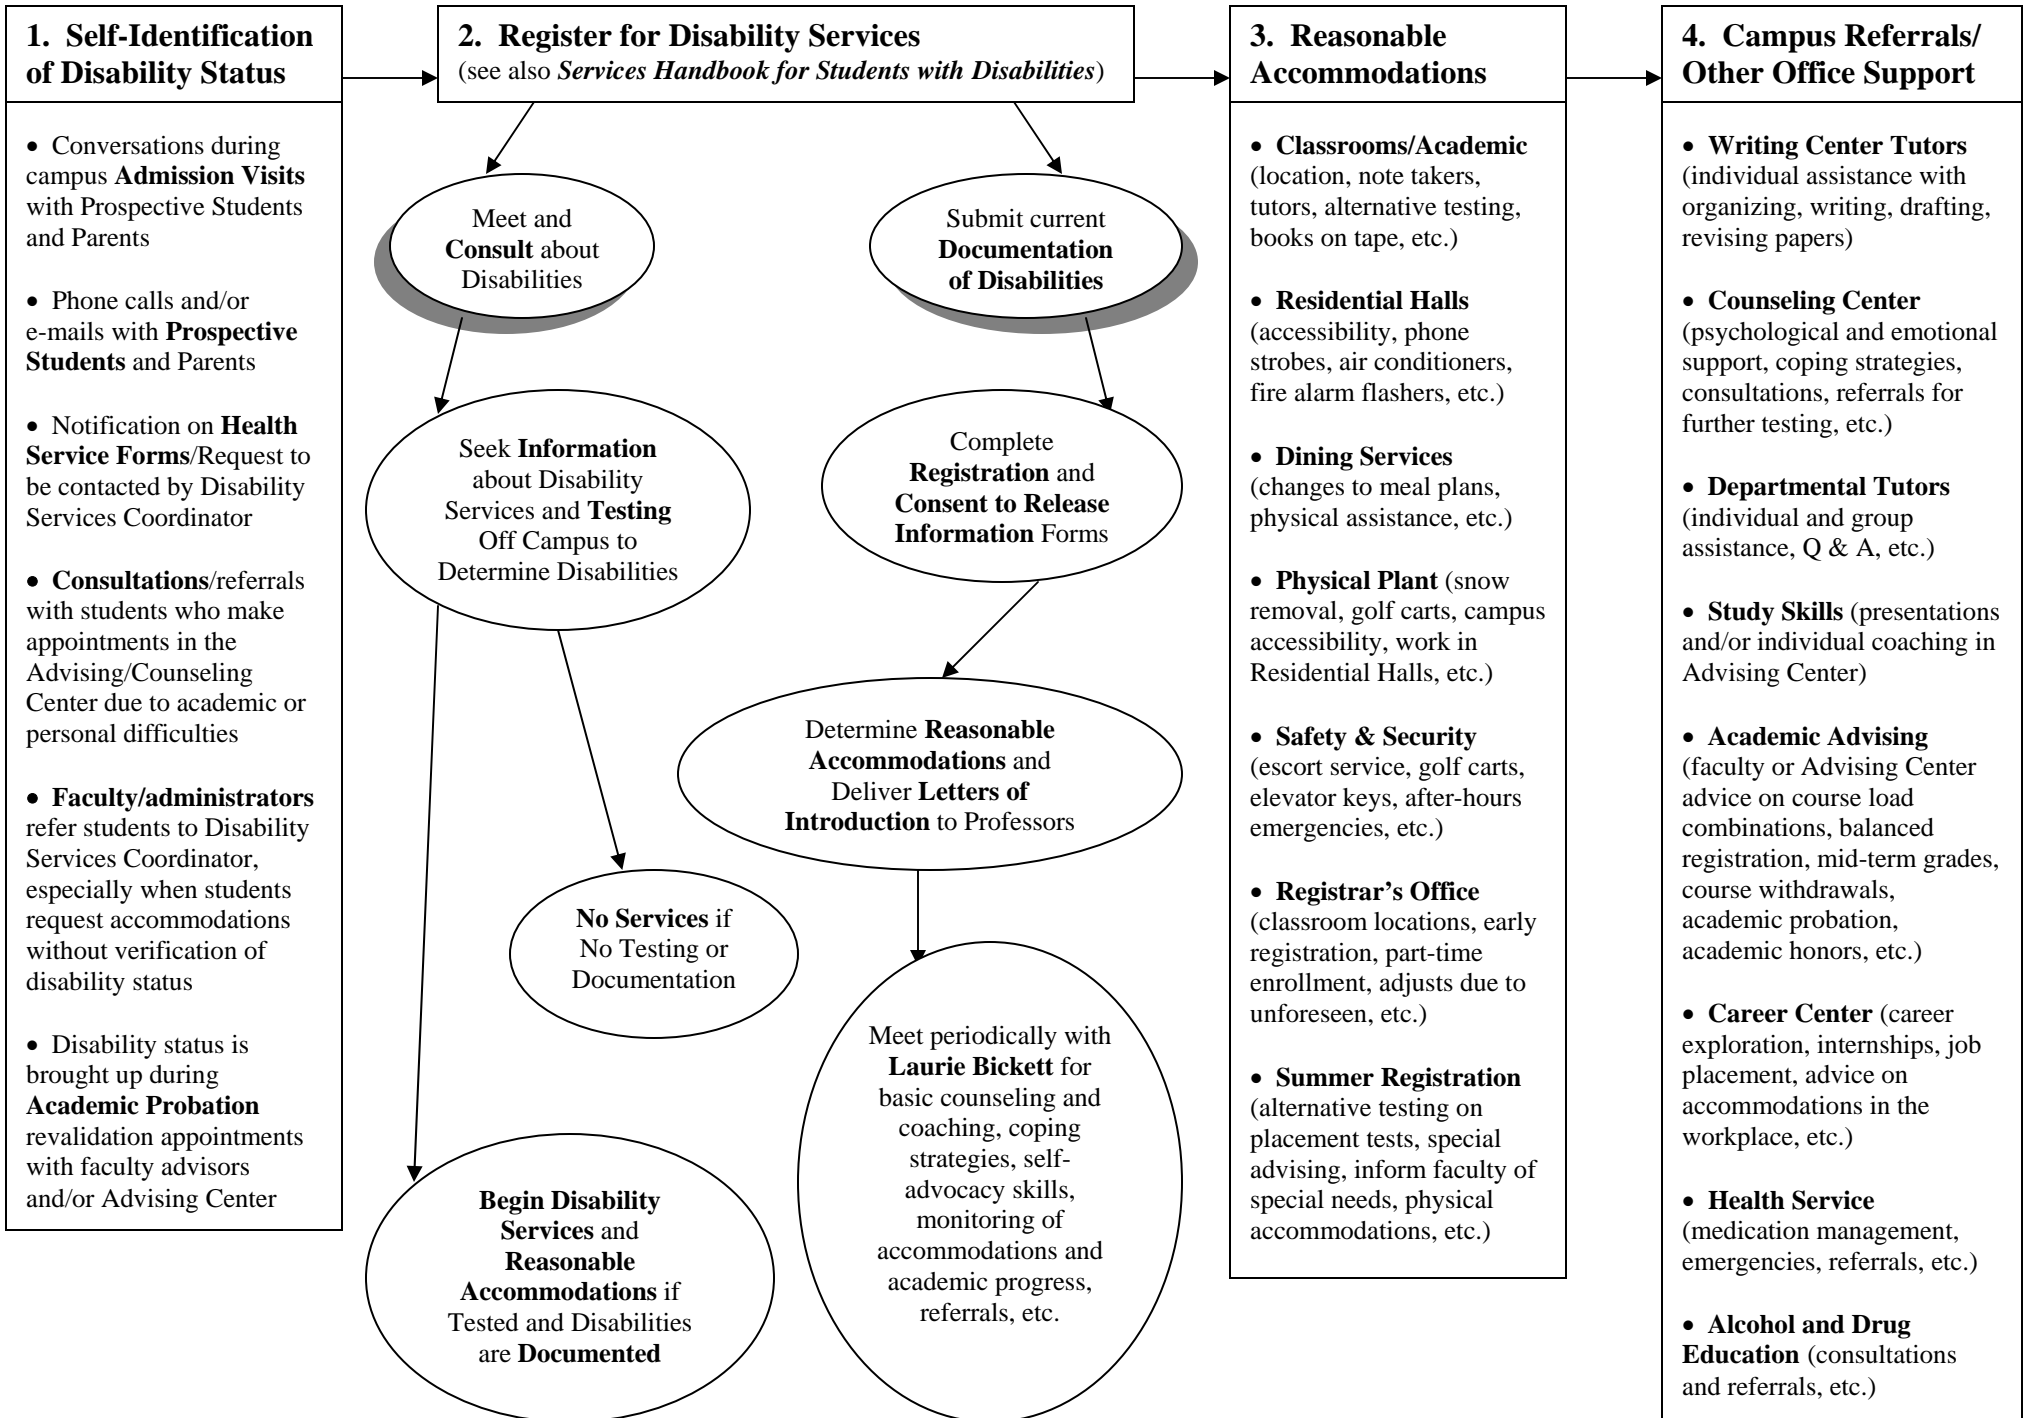 1.  Self-Identification
of Disability Status
• Conversations during
campus Admission Visits
with Prospective Students
and Parents
• Phone calls and/or
e-mails with Prospective
Students and Parents
• Notification on Health
Service Forms/Request to
be contacted by Disability
Services Coordinator
• Consultations/referrals
with students who make
appointments in the
Advising/Counseling
Center due to academic or
personal difficulties
• Faculty/administrators
refer students to Disability
Services Coordinator,
especially when students
request accommodations
without verification of
disability status
• Disability status is
brought up during
Academic Probation
revalidation appointments
with faculty advisors
and/or Advising Center
2.  Register for Disability Services
(see also Services Handbook for Students with Disabilities)
Meet and
Consult about
Disabilities
Seek Information
about Disability
Services and Testing
Off Campus to
Determine Disabilities
No Services if
No Testing or
Documentation
Begin Disability
Services and
Reasonable
Accommodations if
Tested and Disabilities
are Documented
Submit current
Documentation
of Disabilities
Complete
Registration and
Consent to Release
Information Forms
Determine Reasonable
Accommodations and
Deliver Letters of
Introduction to Professors
Meet periodically with
Laurie Bickett for
basic counseling and
coaching, coping
strategies, self-
advocacy skills,
monitoring of
accommodations and
academic progress,
referrals, etc.
3.  Reasonable
Accommodations
• Classrooms/Academic
(location, note takers,
tutors, alternative testing,
books on tape, etc.)
• Residential Halls
(accessibility, phone
strobes, air conditioners,
fire alarm flashers, etc.)
• Dining Services
(changes to meal plans,
physical assistance, etc.)
• Physical Plant (snow
removal, golf carts, campus
accessibility, work in
Residential Halls, etc.)
• Safety & Security
(escort service, golf carts,
elevator keys, after-hours
emergencies, etc.)
• Registrar’s Office
(classroom locations, early
registration, part-time
enrollment, adjusts due to
unforeseen, etc.)
• Summer Registration
(alternative testing on
placement tests, special
advising, inform faculty of
special needs, physical
accommodations, etc.)
4.  Campus Referrals/
Other Office Support
• Writing Center Tutors
(individual assistance with
organizing, writing, drafting,
revising papers)
• Counseling Center
(psychological and emotional
support, coping strategies,
consultations, referrals for
further testing, etc.)
• Departmental Tutors
(individual and group
assistance, Q & A, etc.)
• Study Skills (presentations
and/or individual coaching in
Advising Center)
• Academic Advising
(faculty or Advising Center
advice on course load
combinations, balanced
registration, mid-term grades,
course withdrawals,
academic probation,
academic honors, etc.)
• Career Center (career
exploration, internships, job
placement, advice on
accommodations in the
workplace, etc.)
• Health Service
(medication management,
emergencies, referrals, etc.)
• Alcohol and Drug
Education (consultations
and referrals, etc.)